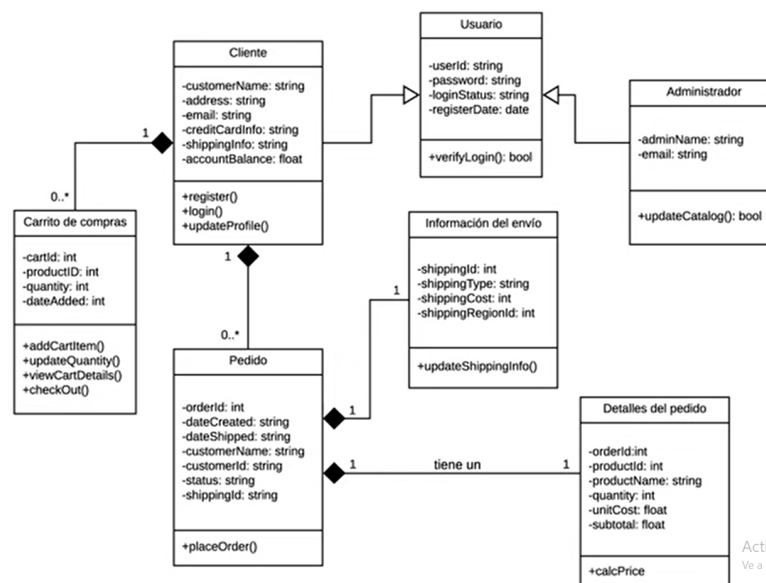 Usuario
-userId: string
-password: string
-loginStatus: string
-registerDate: date
+verifyLogin(): bool
Cliente
-customerName: string
-address: string
-email: string
-creditCardInfo: string
-shippingInfo: string
-accountBalance: float
+register()
+login()
+updateProfile()
Administrador
-adminName: string
-email: string
+updateCatalog(): bool
1
0..*
Carrito de compras
-cartId: int
-productID: int
-quantity: int
-dateAdded: int
+addCartItem()
+updateQuantity()
+viewCartDetails()
+checkOut()
1
0..*
Información del envío
-shippingId: int
-shippingType: string
-shippingCost: int
-shippingRegionId: int
+updateShippingInfo()
1
1
Pedido
-orderId: int
-dateCreated: string
-dateShipped: string
-customerName: string
-customerId: string
-status: string
-shippingId: string
+placeOrder()
1
tiene un
1
Detalles del pedido
-orderId:int
-productId: int
-productName: string
-quantity: int
-unitCost: float
-subtotal: float
+calcPrice
Acti
Ve a